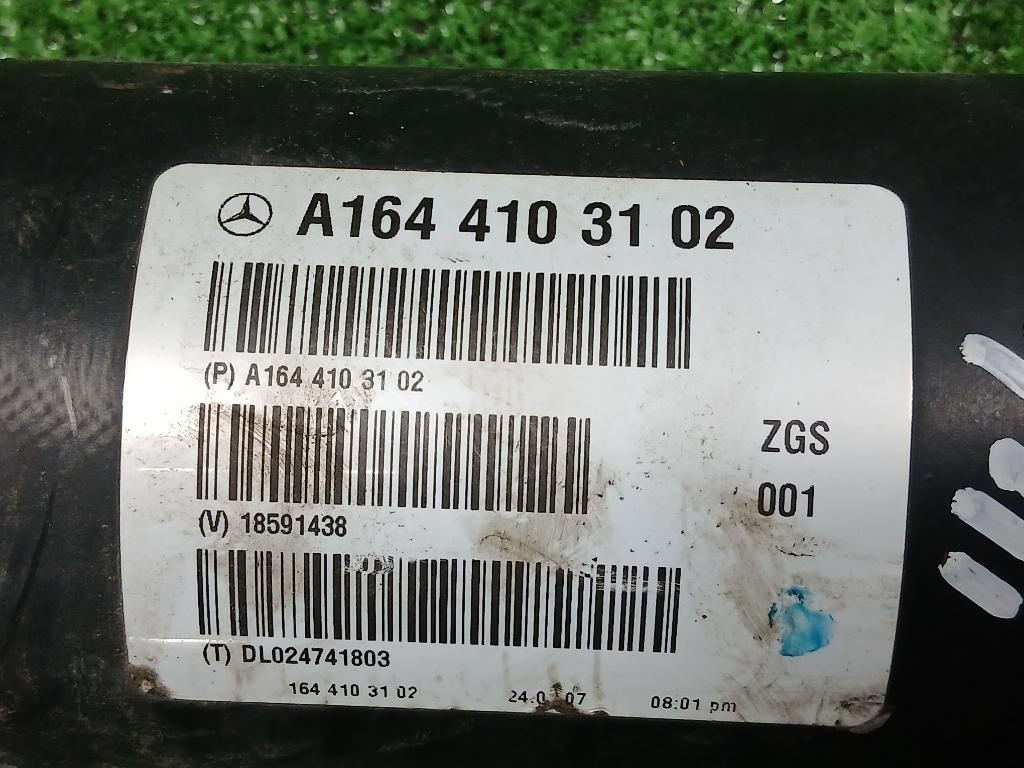 A164 410 31 02
(P) A164 410 31 02
ZGS
(V) 18591438
001
(T) DL024741803
164 410 31 02 08:01 pm